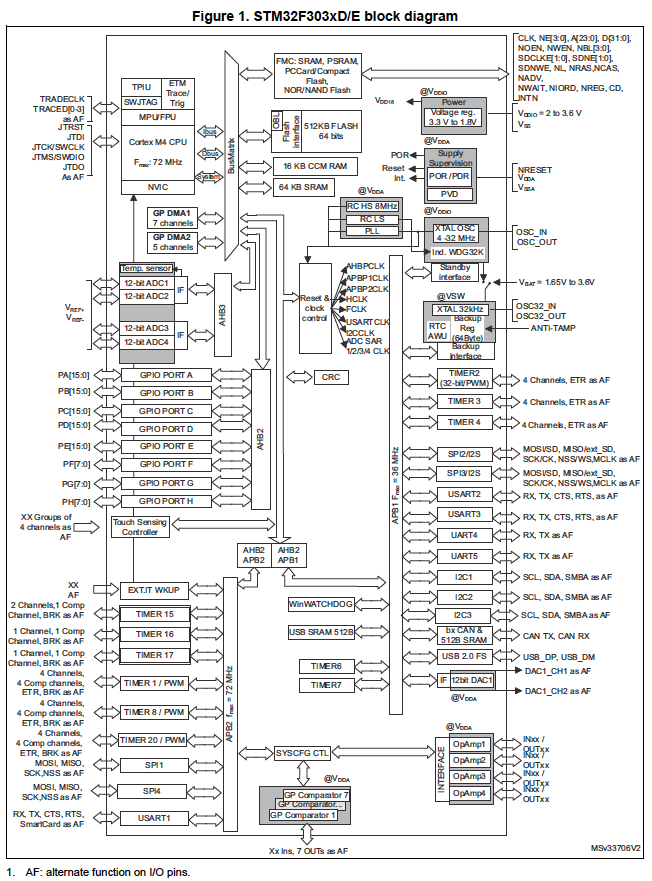 Figure 1. STM32F303xD/E block diagram
TRADECLK
TRACED[0-3]
as AF
JTRST
JTDI
JTCK/SWCLK
JTMS/SWDIO
JTDO
As AF
TPIU
SWJTAG
ETM
Trace/
Trig
MPU/FPU
Cortex M4 CPU
Fmax: 72 MHz
NVIC
Ibus
Dbus
System
GP DMA1
7 channels
GP DMA2
5 channels
BusMatrix
FMC: SRAM, PSRAM,
PCCard/Compact
Flash,
NOR/NAND Flash
CLK, NE[3:0], A[23:0], D[31:0],
NOEN, NWEN, NBL[3:0],
SDCLKE[1:0], SDNE[1:0],
SDNWE, NL, NRAS,NCAS,
NADV,
NWAIT, NIORD, NREG, CD,
INTN
OBL
Flash
interface
512KB FLASH
64 bits
16 KB CCM RAM
64 KB SRAM
@VDDIO
Power
Voltage reg.
3.3 V to 1.8V
VDD18
VDDIO = 2 to 3.6 V
VSS
@VDDA
Supply
Supervision
POR /PDR
PVD
POR
Reset
Int.
NRESET
VDDA
VSSA
@VDDA
RC HS 8MHz
RC LS
PLL
@VDDIO
XTAL OSC
4 -32 MHz
Ind. WDG32K
OSC_IN
OSC_OUT
Standby
interface
VBAT = 1.65V to 3.6V
@VSW
XTAL 32kHz
RTC
AWU
Backup
Reg
(64Byte)
Backup
interface
OSC32_IN
OSC32_OUT
ANTI-TAMP
Reset &
clock
control
AHBPCLK
APBP1CLK
APBP2CLK
HCLK
FCLK
USARTCLK
I2CCLK
ADC SAR
1/2/3/4 CLK
CRC
VREF+
VREF-
Temp. sensor
12-bit ADC1
12-bit ADC2
IF
12-bit ADC3
12-bit ADC4
IF
AHB3
PA[15:0]
GPIO PORT A
PB[15:0]
GPIO PORT B
PC[15:0]
GPIO PORT C
PD[15:0]
GPIO PORT D
PE[15:0]
GPIO PORT E
PF[7:0]
GPIO PORT F
PG[7:0]
GPIO PORT G
PH[7:0]
GPIO PORT H
AHB2
XX Groups of
4 channels as
AF
Touch Sensing
Controller
AHB2
APB2
AHB2
APB1
XX
AF
EXT.IT WKUP
2 Channels,1 Comp
Channel, BRK as AF
TIMER 15
1 Channel, 1 Comp
Channel, BRK as AF
TIMER 16
1 Channel, 1 Comp
Channel, BRK as AF
TIMER 17
4 Channels,
4 Comp channels,
ETR, BRK as AF
TIMER 1 / PWM
4 Channels,
4 Comp channels,
ETR, BRK as AF
TIMER 8 / PWM
4 Channels,
4 Comp channels,
ETR, BRK as AF
TIMER 20 / PWM
MOSI, MISO,
SCK,NSS as AF
SPI1
MOSI, MISO,
SCK,NSS as AF
SPI4
RX, TX, CTS, RTS,
SmartCard as AF
USART1
APB2 fmax = 72 MHz
APB1 Fmax = 36 MHz
TIMER2
(32-bit/PWM)
4 Channels, ETR as AF
TIMER 3
4 Channels, ETR as AF
TIMER 4
4 Channels, ETR as AF
SPI2/I2S
MOSI/SD, MISO/ext_SD,
SCK/CK, NSS/WS,MCLK as AF
SPI3/I2S
MOSI/SD, MISO/ext_SD,
SCK/CK, NSS/WS,MCLK as AF
USART2
RX, TX, CTS, RTS, as AF
USART3
RX, TX, CTS, RTS, as AF
UART4
RX, TX as AF
UART5
RX, TX as AF
I2C1
SCL, SDA, SMBA as AF
I2C2
SCL, SDA, SMBA as AF
I2C3
SCL, SDA, SMBA as AF
bx CAN &
512B SRAM
CAN TX, CAN RX
USB 2.0 FS
USB_DP, USB_DM
IF
12bit DAC1
@VDDA
DAC1_CH1 as AF
DAC1_CH2 as AF
WinWATCHDOG
USB SRAM 512B
TIMER6
TIMER7
SYSCFG CTL
@VDDA
GP Comparator 7
GP Comparator...
GP Comparator 1
Xx Ins, 7 OUTs as AF
@VDDA
INTERFACE
OpAmp1
OpAmp2
OpAmp3
OpAmp4
INxx /
OUTxx
INxx /
OUTxx
INxx /
OUTxx
INxx /
OUTxx
MSv33706V2
1. AF: alternate function on I/O pins.